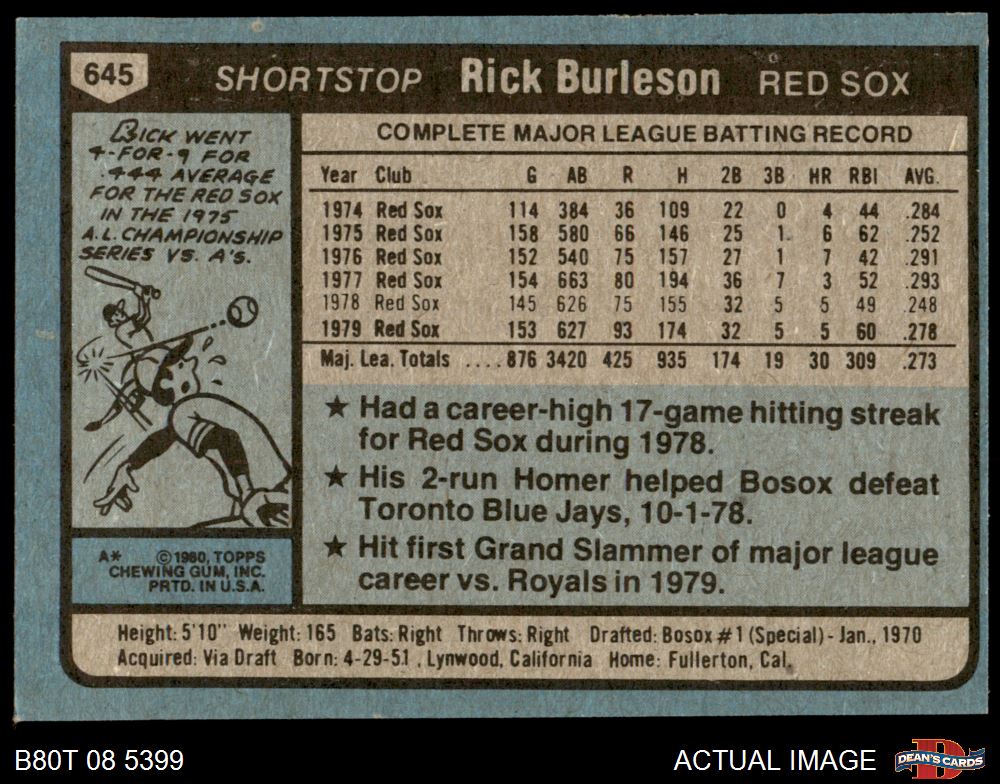 645 SHORTSTOP Rick Burleson RED SOX
RICK WENT
4-FOR-9 FOR
.444 AVERAGE
FOR THE RED SOX
IN THE 1975
A.L. CHAMPIONSHIP
SERIES VS. A'S.
COMPLETE MAJOR LEAGUE BATTING RECORD
Year Club G AB R H 2B 3B HR RBI AVG.
1974 Red Sox 114 384 36 109 22 0 4 44 .284
1975 Red Sox 158 580 66 146 25 1 6 62 .252
1976 Red Sox 152 540 75 157 27 1 7 42 .291
1977 Red Sox 154 663 80 194 36 7 3 52 .293
1978 Red Sox 145 626 75 155 32 5 5 49 .248
1979 Red Sox 153 627 93 174 32 5 5 60 .278
Maj. Lea. Totals ....876 3420 425 935 174 19 30 309 .273
★ Had a career-high 17-game hitting streak
for Red Sox during 1978.
★ His 2-run Homer helped Bosox defeat
Toronto Blue Jays, 10-1-78.
★ Hit first Grand Slammer of major league
career vs. Royals in 1979.
A* ©1980, TOPPS
CHEWING GUM, INC.
PRTD. IN U.S.A.
Height: 5'10" Weight: 165 Bats: Right Throws: Right Drafted: Bosox #1 (Special) - Jan., 1970
Acquired: Via Draft Born: 4-29-51, Lynwood, California Home: Fullerton, Cal.
B80T 08 5399 ACTUAL IMAGE DEAN'S CARDS